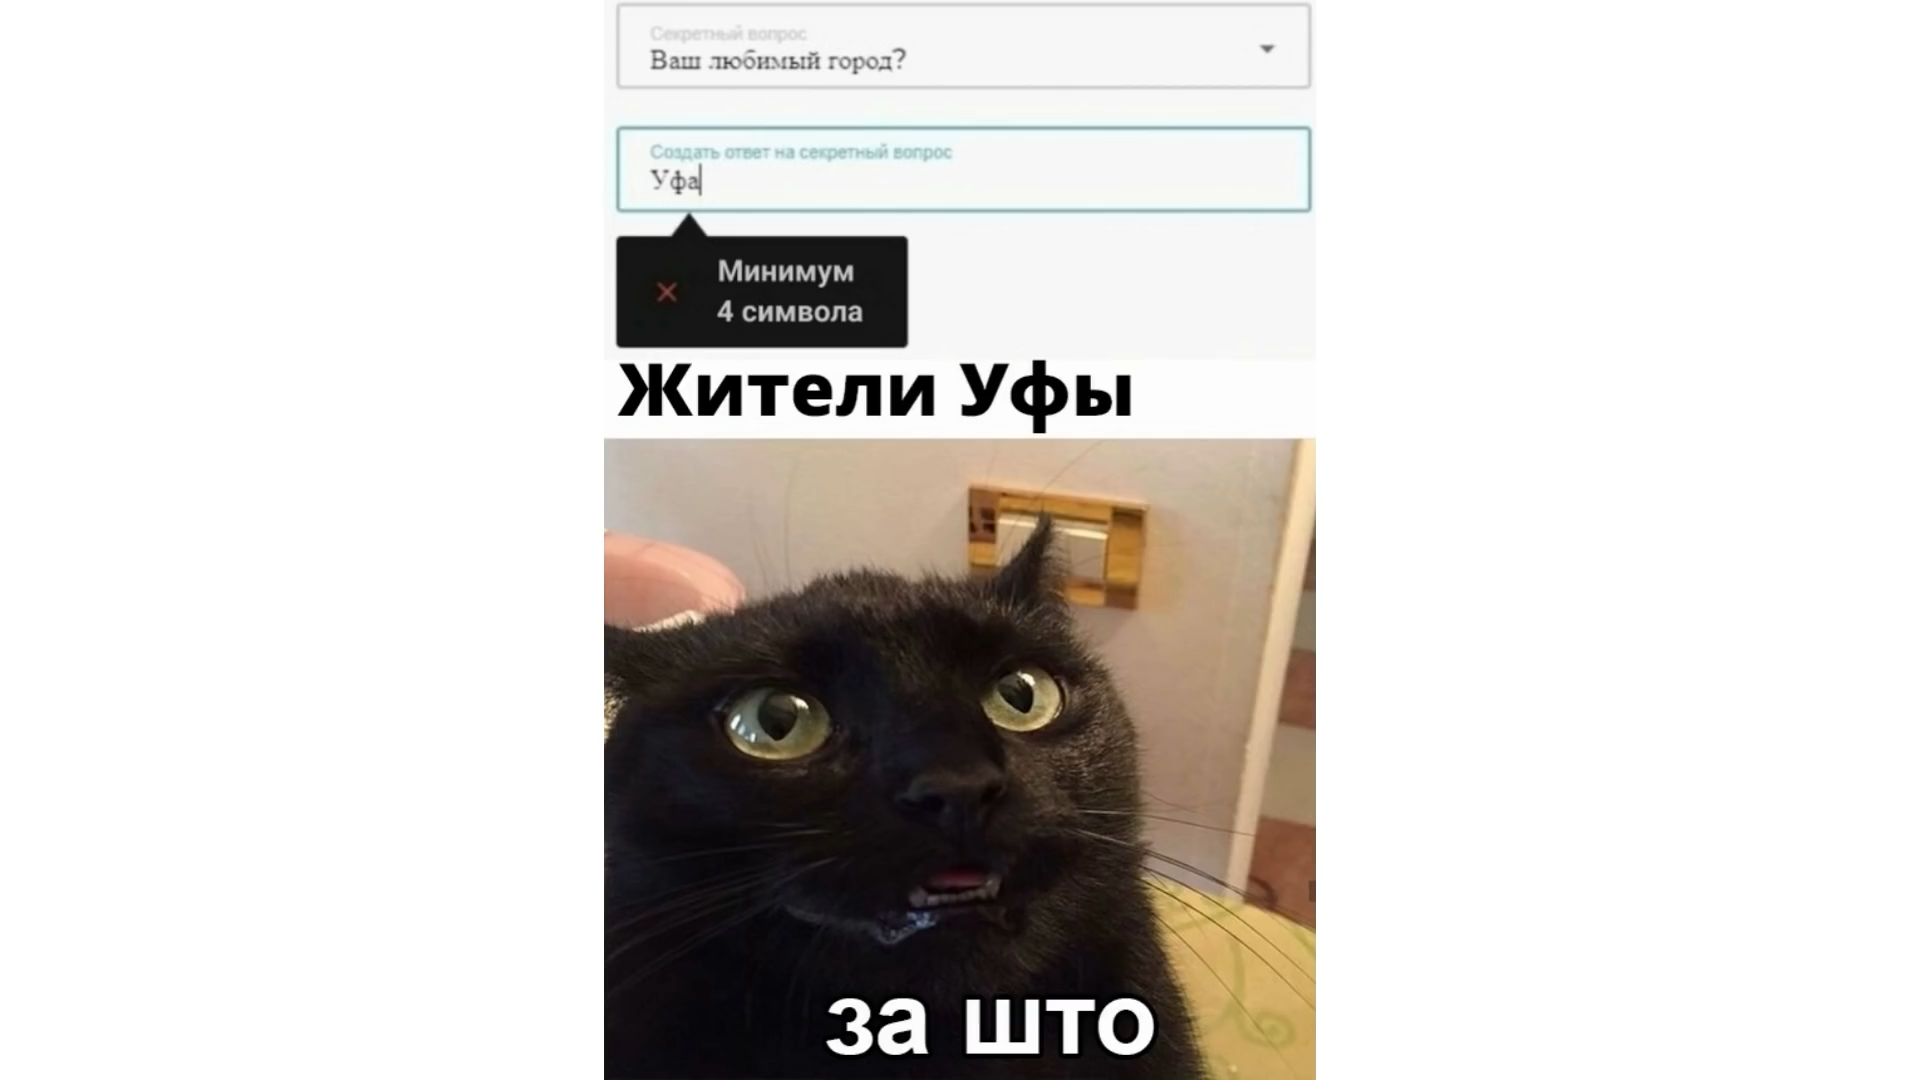 Секретный вопрос
Ваш любимый город?
Создать ответ на секретный вопрос
Уфа
Минимум
4 символа
Жители Уфы
за што